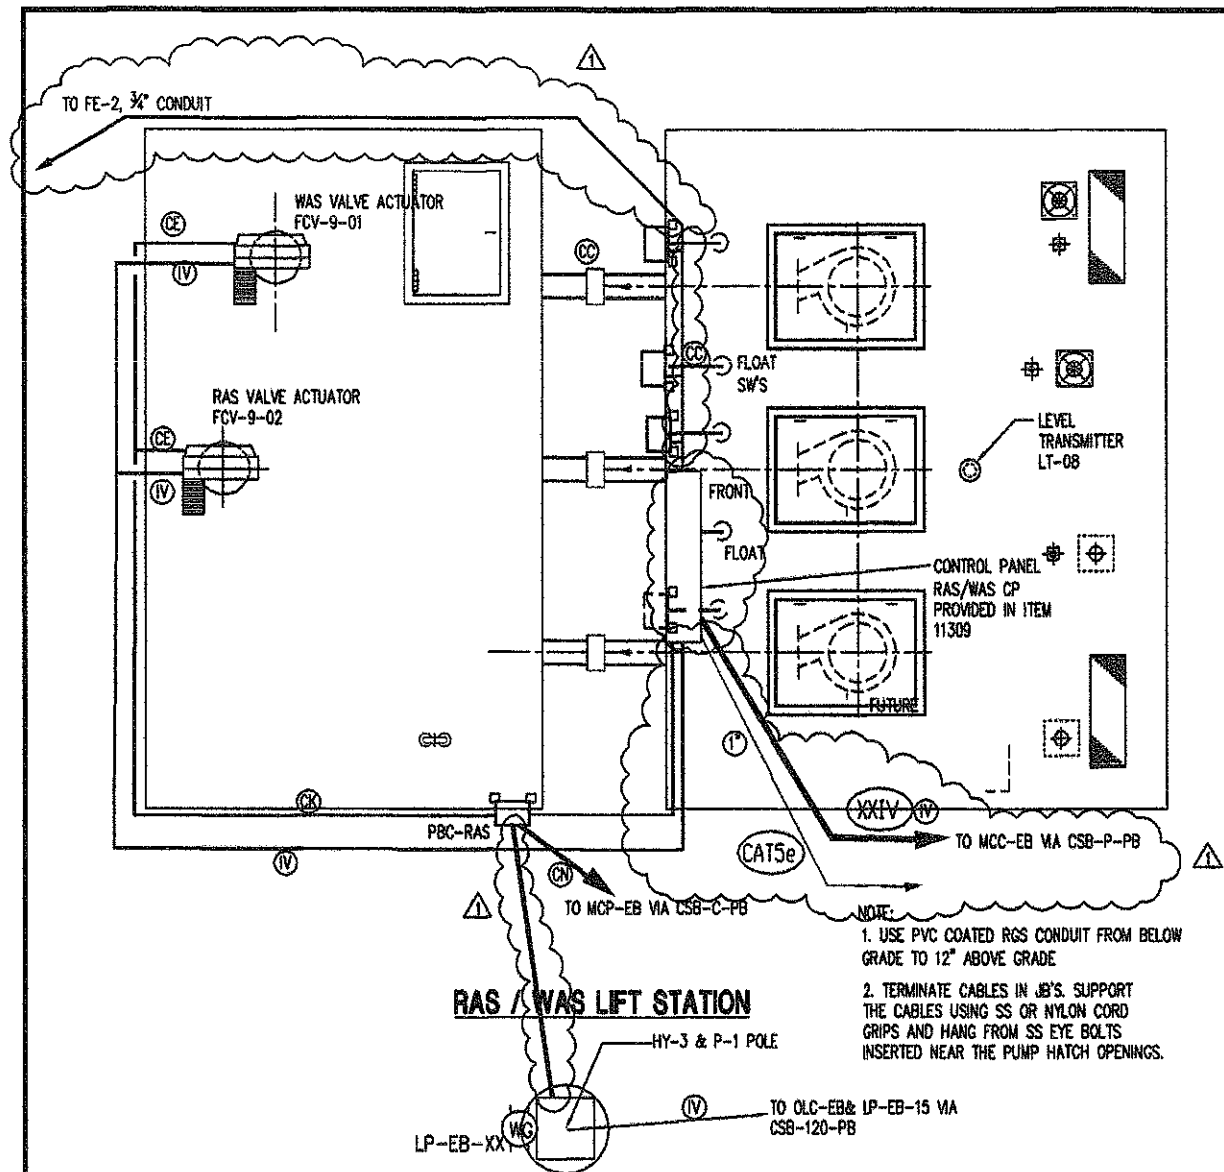 1
TO FE-2, ¾" CONDUIT
WAS VALVE ACTUATOR
FCV-9-01
CE
IV
CC
CC
FLOAT
SW'S
RAS VALVE ACTUATOR
FCV-9-02
CE
IV
LEVEL
TRANSMITTER
LT-08
FRONT
FLOAT
CONTROL PANEL
RAS/WAS CP
PROVIDED IN ITEM
11309
FUTURE
1"
CK
PBC-RAS
XXIV
IV
TO MCC-EB VIA CSB-P-PB
1
CAT5e
IV
CN
1
TO MCP-EB VIA CSB-C-PB
NOTE:
1. USE PVC COATED RGS CONDUIT FROM BELOW
GRADE TO 12" ABOVE GRADE
2. TERMINATE CABLES IN JB'S. SUPPORT
THE CABLES USING SS OR NYLON CORD
GRIPS AND HANG FROM SS EYE BOLTS
INSERTED NEAR THE PUMP HATCH OPENINGS.
RAS / WAS LIFT STATION
HY-3 & P-1 POLE
IV
TO OLC-EB& LP-EB-15 VIA
CSB-120-PB
LP-EB-XX
WG